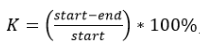 K = (start−end / start) * 100%,